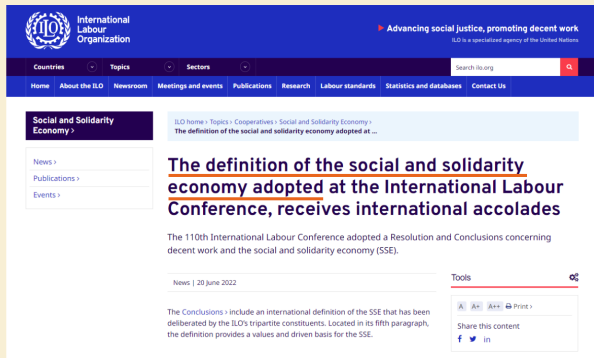 International
Labour
Organization
Advancing social justice, promoting decent work
ILO is a specialized agency of the United Nations
Countries Topics Sectors Search ilo.org
Home About the ILO Newsroom Meetings and events Publications Research Labour standards Statistics and databases Contact Us
Social and Solidarity
Economy >
News >
Publications >
Events >
ILO home > Topics > Cooperatives > Social and Solidarity Economy >
The definition of the social and solidarity economy adopted at ...
The definition of the social and solidarity
economy adopted at the International Labour
Conference, receives international accolades
The 110th International Labour Conference adopted a Resolution and Conclusions concerning
decent work and the social and solidarity economy (SSE).
News | 20 June 2022
The Conclusions > include an international definition of the SSE that has been
deliberated by the ILO's tripartite constituents. Located in its fifth paragraph,
the definition provides a values and driven basis for the SSE.
Tools
A A+ A++ Print >
Share this content
f in